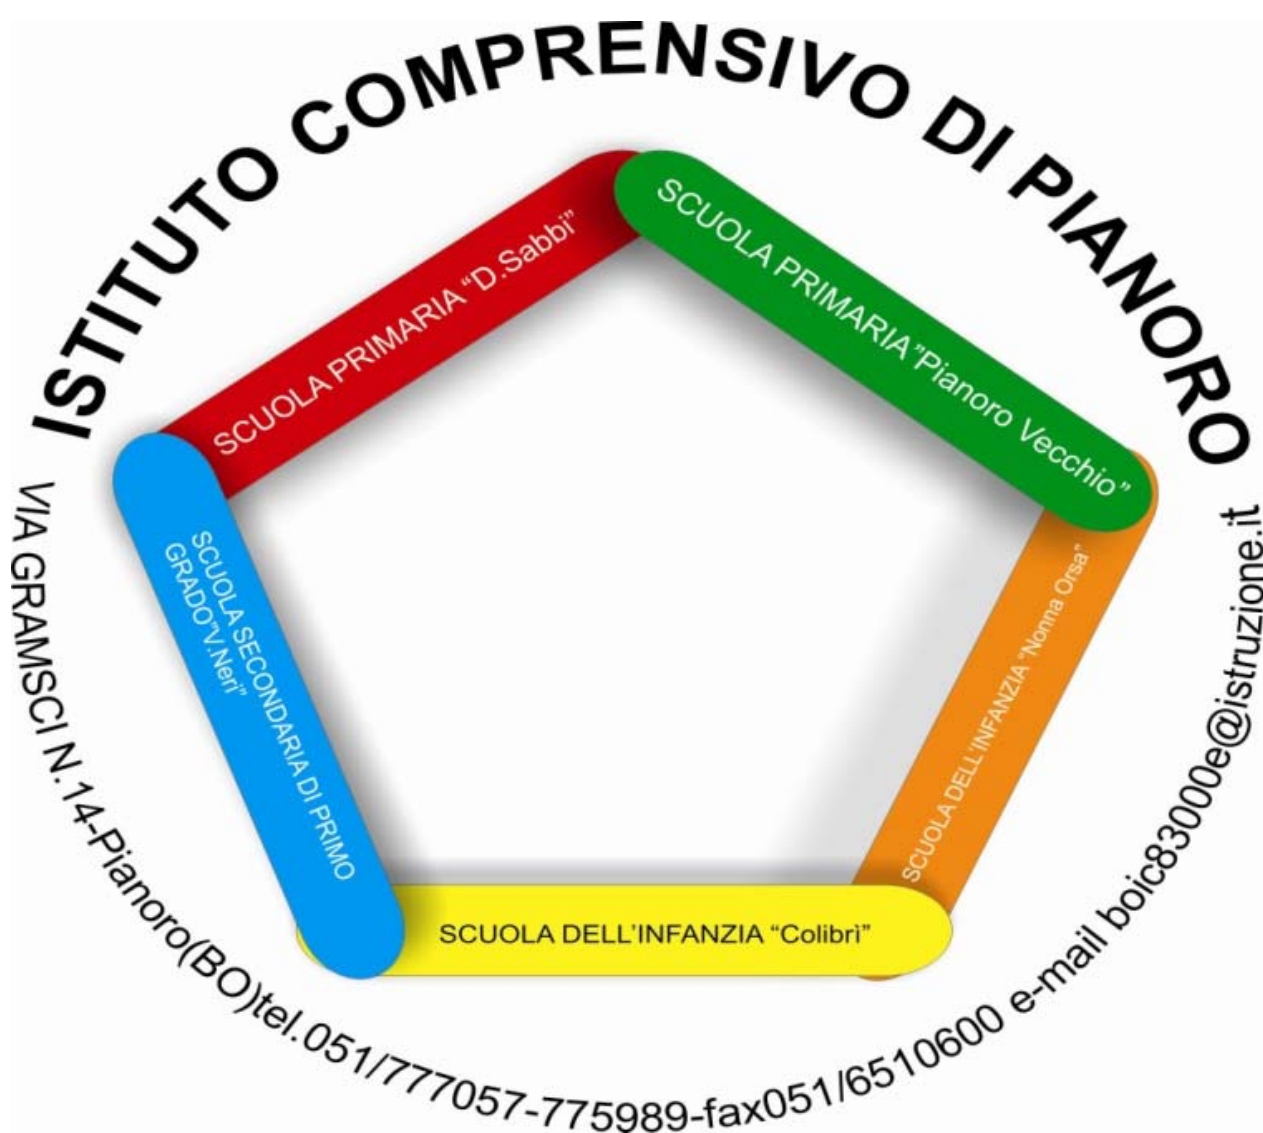 ISTITUTO COMPRENSIVO DI PIANORO
SCUOLA PRIMARIA “D.Sabbi”
SCUOLA PRIMARIA”Pianoro Vecchio”
SCUOLA SECONDARIA DI PRIMO
GRADO”V.Neri”
SCUOLA DELL'INFANZIA “Nonna Orsa”
SCUOLA DELL'INFANZIA “Colibrì”
VIA GRAMSCI N.14-Pianoro(BO)tel.051/777057-775989-fax051/6510600 e-mail boic83000e@istruzione.it